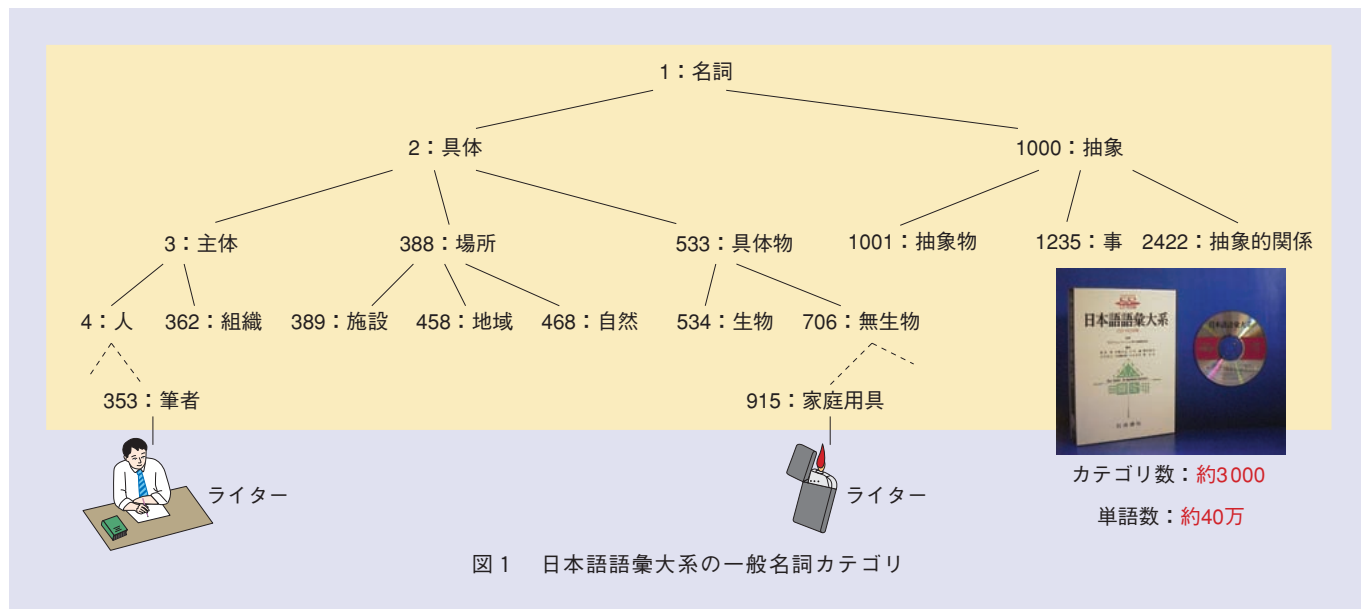 1：名詞
2：具体
1000：抽象
3：主体
388：場所
533：具体物
1001：抽象物
1235：事
2422：抽象的関係
4：人
362：組織
389：施設
458：地域
468：自然
534：生物
706：無生物
353：筆者
915：家庭用具
日本語語彙大系
ライター
ライター
カテゴリ数：約3000
単語数：約40万
図1 日本語語彙大系の一般名詞カテゴリ